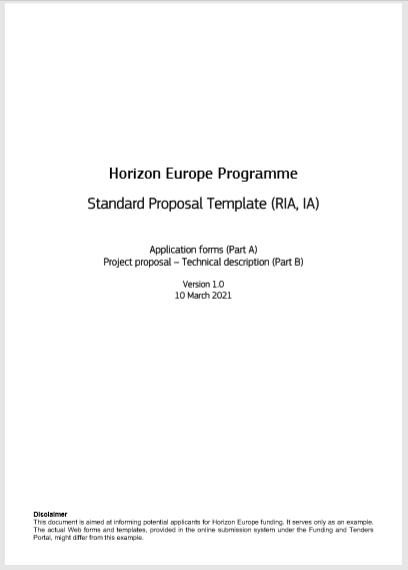 Horizon Europe Programme
Standard Proposal Template (RIA, IA)
Application forms (Part A)
Project proposal – Technical description (Part B)
Version 1.0
10 March 2021
Disclaimer
This document is aimed at informing potential applicants for Horizon Europe funding. It serves only as an example.
The actual Web forms and templates, provided in the online submission system under the Funding and Tenders
Portal, might differ from this example.